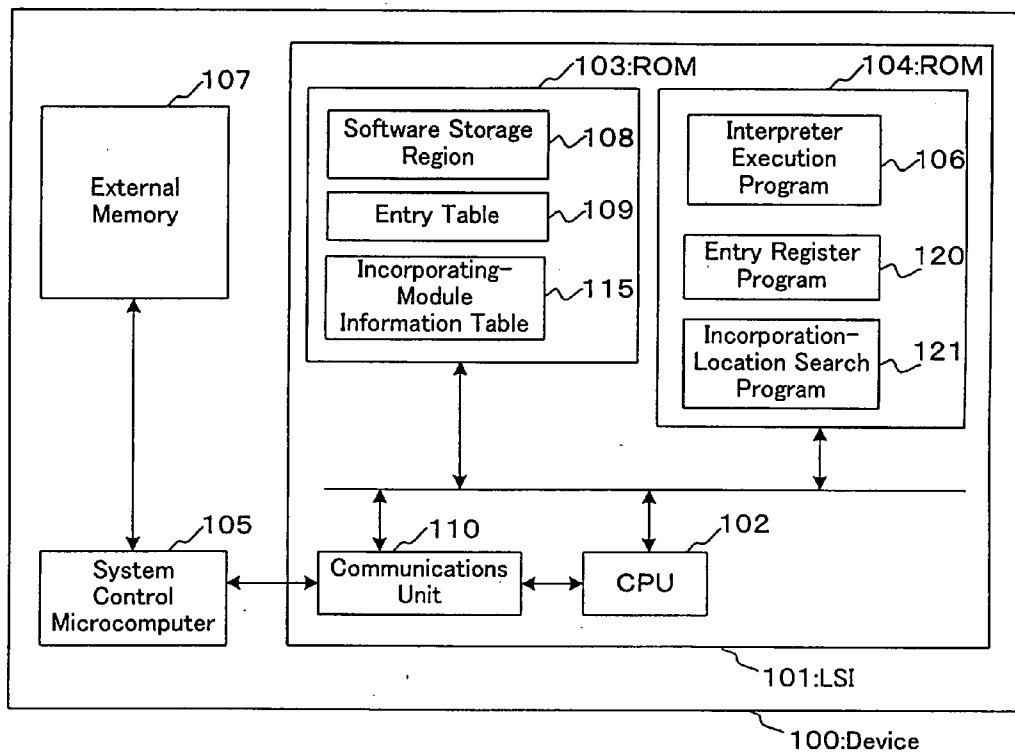 107
External
Memory
103:ROM
Software Storage
Region
108
Entry Table
109
Incorporating-
Module
Information Table
115
104:ROM
Interpreter
Execution
Program
106
Entry Register
Program
120
Incorporation-
Location Search
Program
121
105
System
Control
Microcomputer
110
Communications
Unit
102
CPU
101:LSI
100:Device